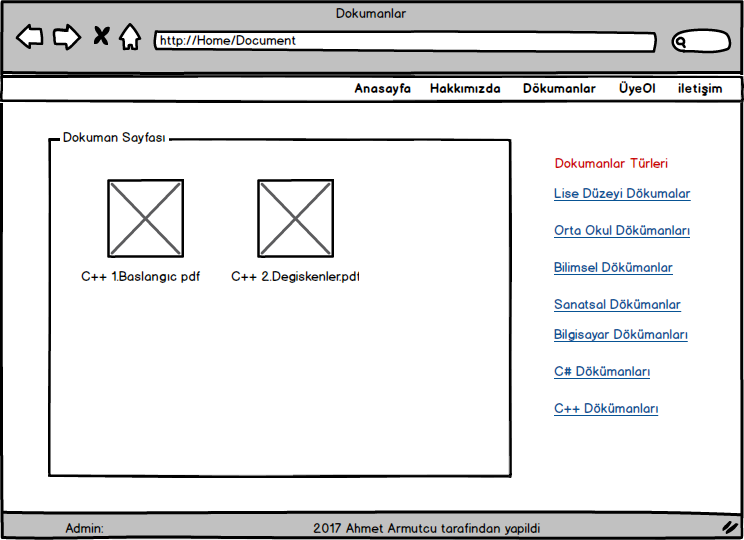 Dokumanlar
http://Home/Document
Anasayfa Hakkımızda Dökumanlar ÜyeOl iletişim
Dokuman Sayfası
C++ 1.Baslangıc pdf C++ 2.Degiskenler.pdf
Dokumanlar Türleri
Lise Düzeyi Dökumalar
Orta Okul Dökümanları
Bilimsel Dökümanlar
Sanatsal Dökümanlar
Bilgisayar Dökümanları
C# Dökümanları
C++ Dökümanları
Admin: 2017 Ahmet Armutcu tarafindan yapildi